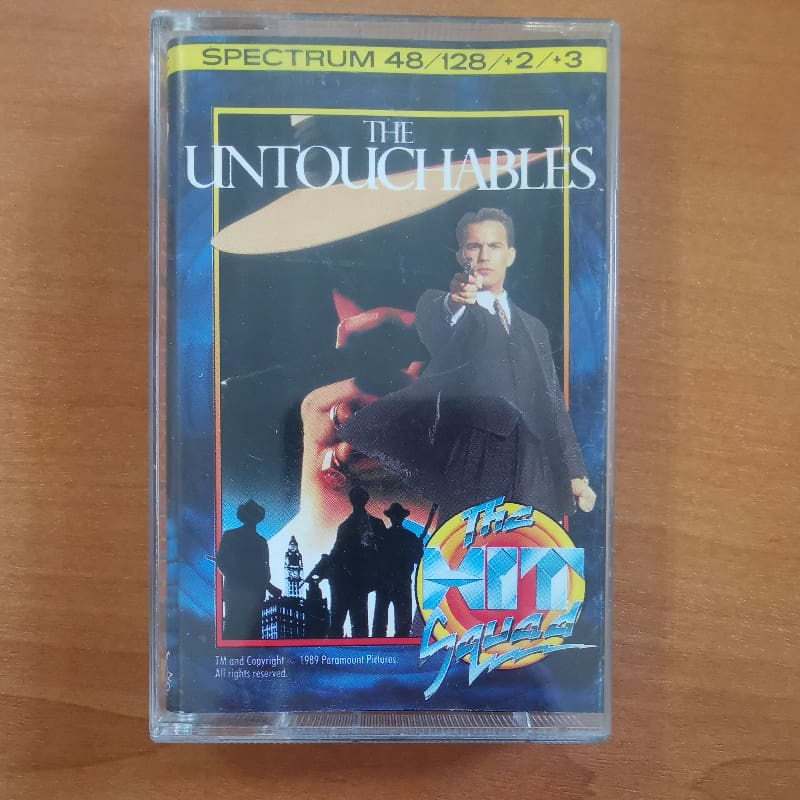 SPECTRUM 48/128/+2/+3
THE
UNTOUCHABLES
The
HIT
Squad
TM and Copyright © 1989 Paramount Pictures.
All rights reserved.